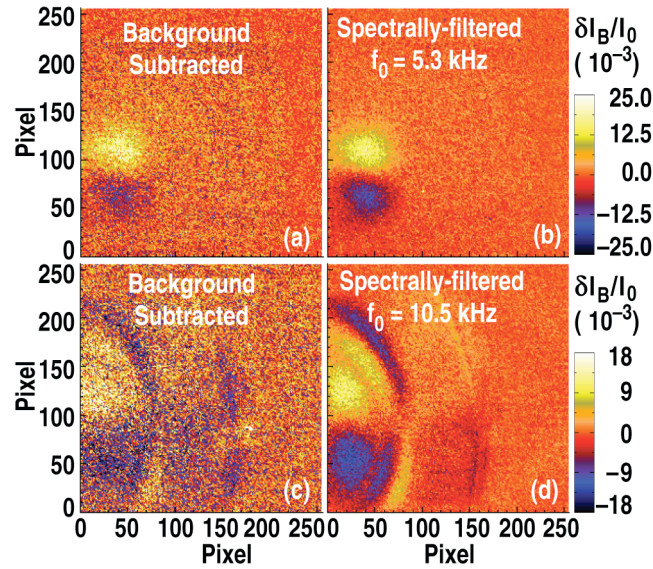 Background
Subtracted
Spectrally-filtered
f0 = 5.3 kHz
δIB/I0
( 10-3)
250
200
150
100
50
0
Pixel
(a)
(b)
25.0
12.5
0
−12.5
−25.0
Background
Subtracted
Spectrally-filtered
f0 = 10.5 kHz
δIB/I0
( 10-3)
250
200
150
100
50
0
Pixel
(c)
(d)
18
9
0
−9
−18
0 50 100 150 200 250
0 50 100 150 200 250
Pixel
Pixel